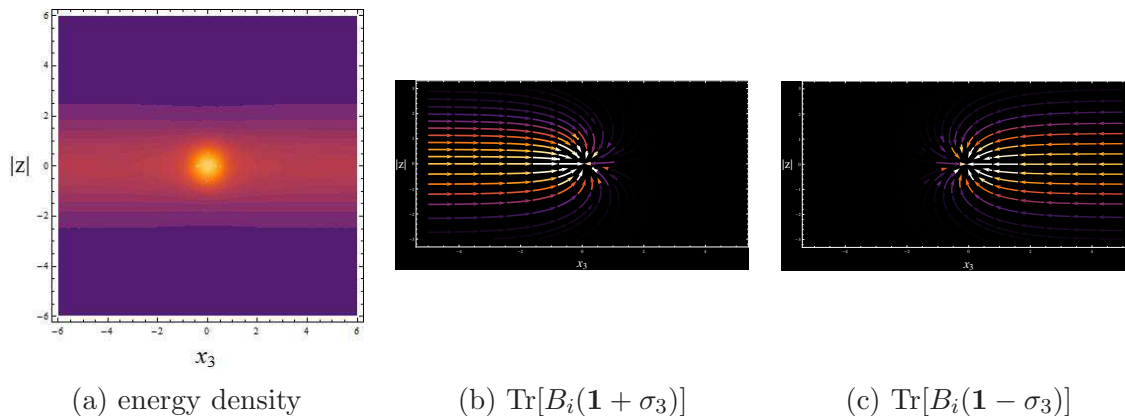 6
4
2
|z| 0
−2
−4
−6
−6 −4 −2 0 2 4 6
x₃
|z|
x₃
|z|
x₃
(a) energy density
(b) Tr[Bᵢ(1 + σ₃)]
(c) Tr[Bᵢ(1 − σ₃)]